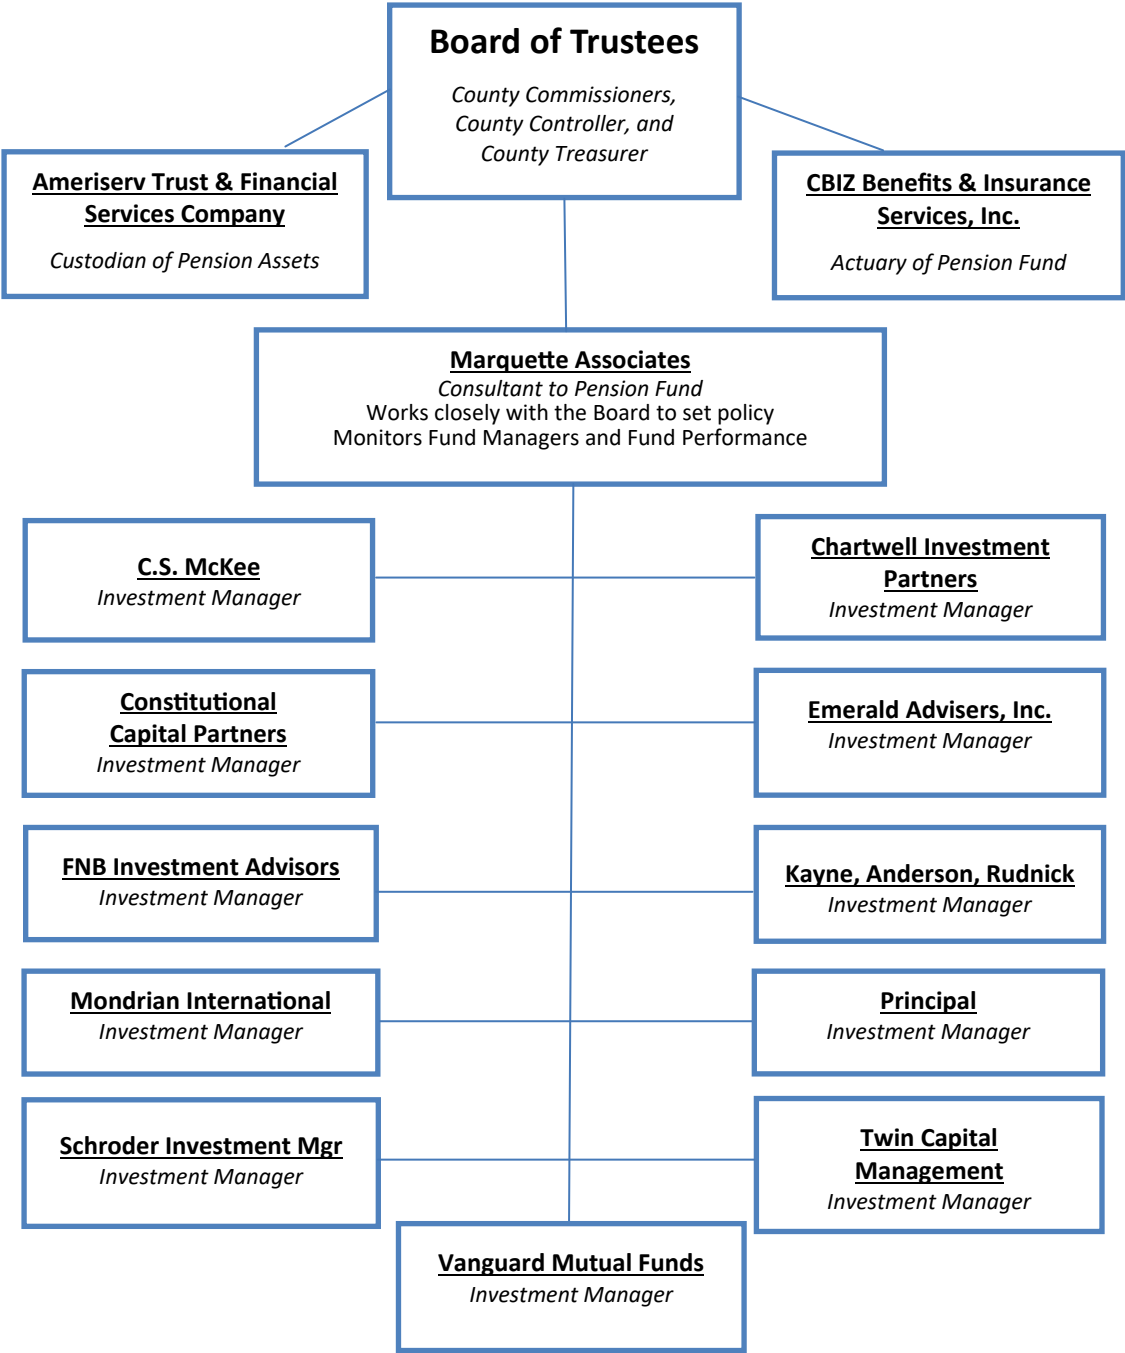 Board of Trustees
County Commissioners,
County Controller, and
County Treasurer
Ameriserv Trust & Financial
Services Company
Custodian of Pension Assets
CBIZ Benefits & Insurance
Services, Inc.
Actuary of Pension Fund
Marquette Associates
Consultant to Pension Fund
Works closely with the Board to set policy
Monitors Fund Managers and Fund Performance
C.S. McKee
Investment Manager
Chartwell Investment
Partners
Investment Manager
Constitutional
Capital Partners
Investment Manager
Emerald Advisers, Inc.
Investment Manager
FNB Investment Advisors
Investment Manager
Kayne, Anderson, Rudnick
Investment Manager
Mondrian International
Investment Manager
Principal
Investment Manager
Schroder Investment Mgr
Investment Manager
Twin Capital
Management
Investment Manager
Vanguard Mutual Funds
Investment Manager